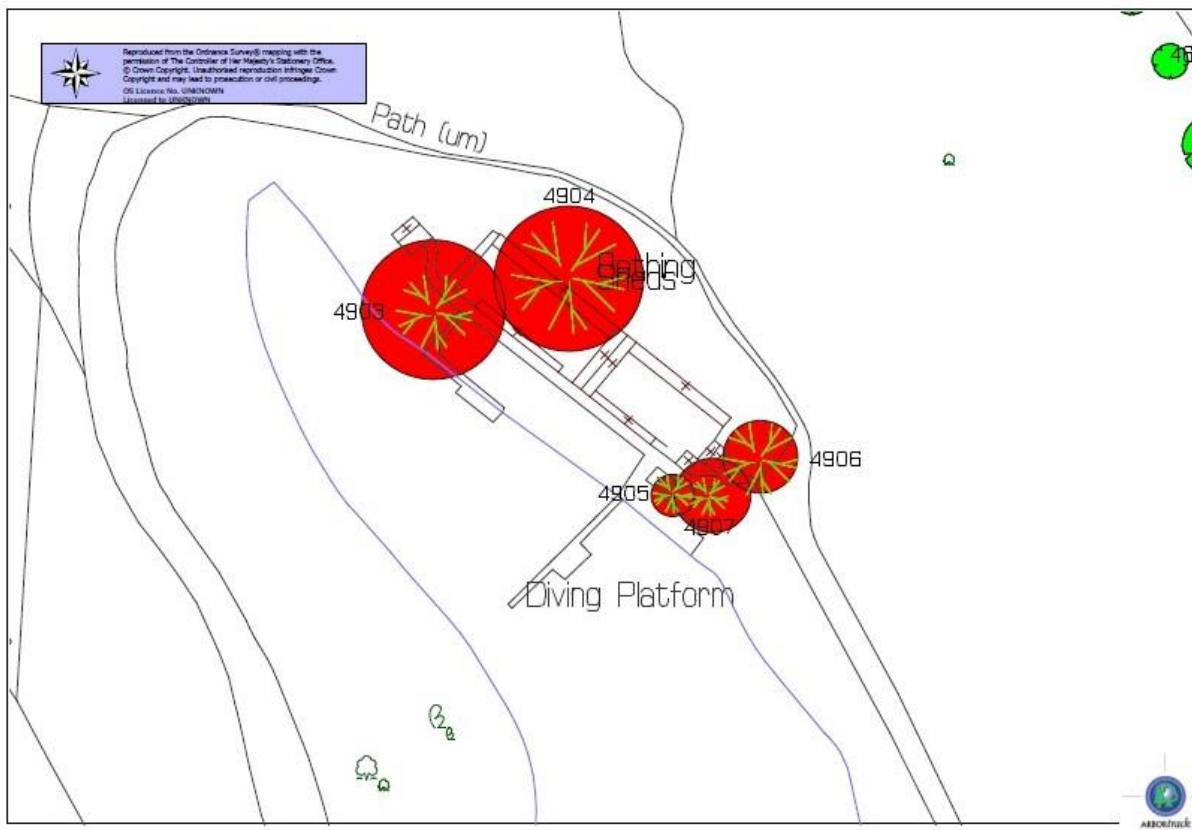 Reproduced from the Ordnance Survey® mapping with the
permission of The Controller of Her Majesty's Stationery Office.
© Crown Copyright. Unauthorised reproduction infringes Crown
Copyright and may lead to prosecution or civil proceedings.
OS Licence No. UNKNOWN
Licensed to UNKNOWN
Path (um)
4904
Bathing
Sheds
4903
4906
4905
4907
Diving Platform
ARBORtrack